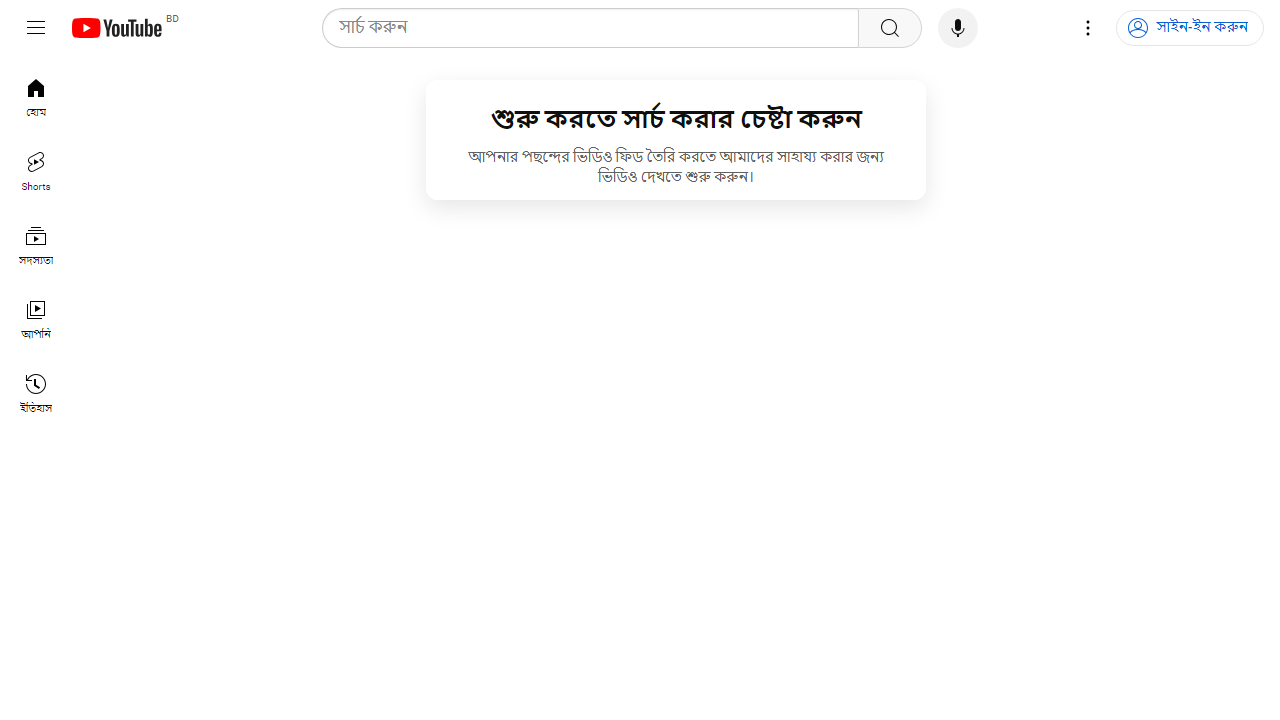 YouTube BD
সার্চ করুন
সাইন-ইন করুন
হোম
Shorts
সদস্যতা
আপনি
ইতিহাস
শুরু করতে সার্চ করার চেষ্টা করুন
আপনার পছন্দের ভিডিও ফিড তৈরি করতে আমাদের সাহায্য করার জন্য
ভিডিও দেখতে শুরু করুন।